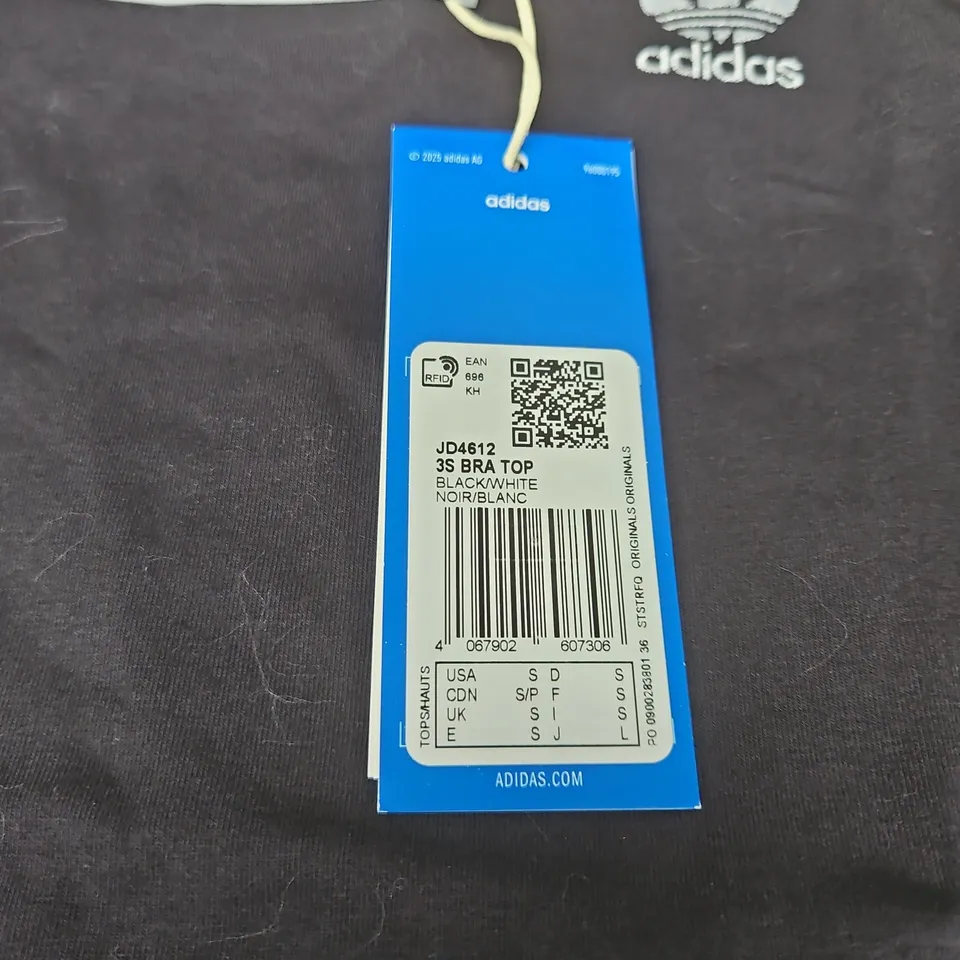 adidas
© 2025 adidas AG
adidas
RFID
EAN
696
KH
JD4612
3S BRA TOP
BLACK/WHITE
NOIR/BLANC
4 067902 607306
TOPS/HAUTS
USA S D S
CDN S/P F S
UK S I S
E S J L
PO 0900283801 36 STSTRFQ ORIGINALS ORIGINALS
ADIDAS.COM